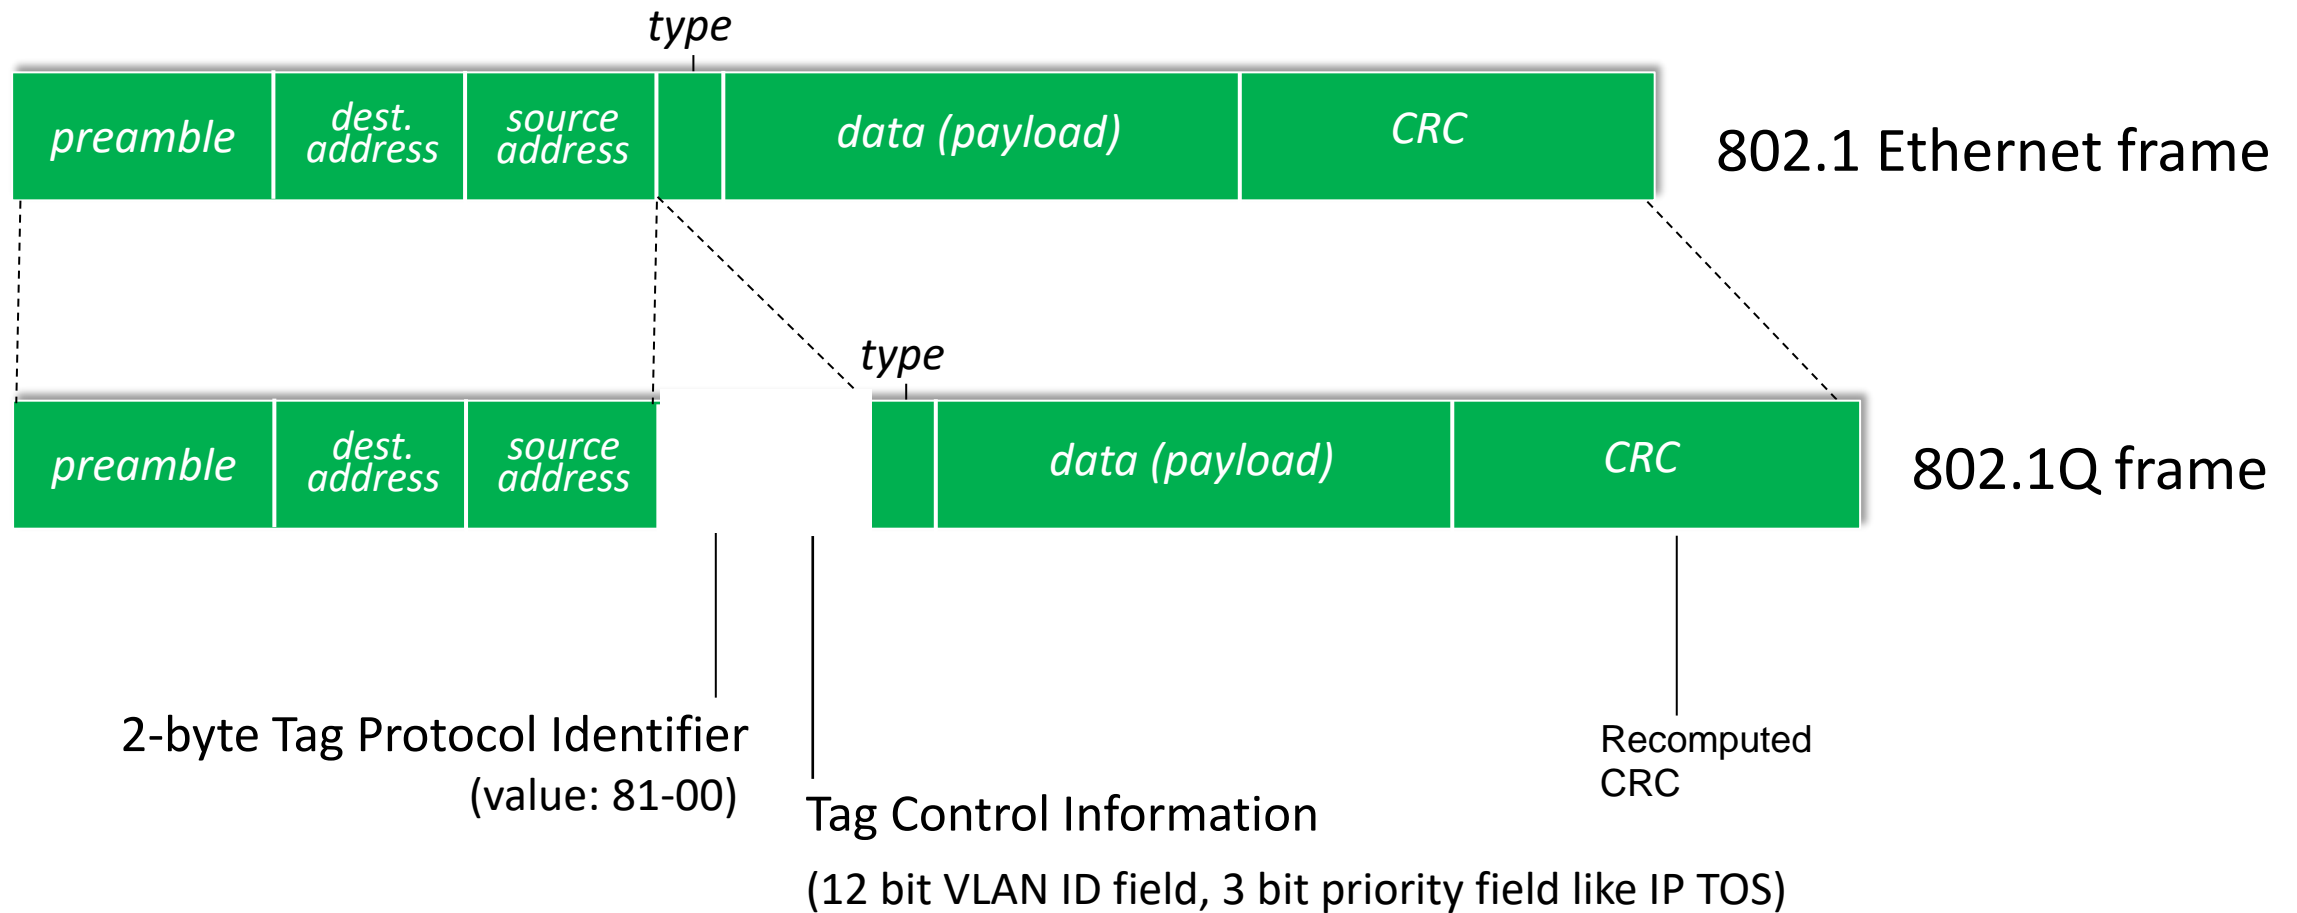 type
preamble
dest.
address
source
address
data (payload)
CRC
802.1 Ethernet frame
type
preamble
dest.
address
source
address
data (payload)
CRC
802.1Q frame
2-byte Tag Protocol Identifier
(value: 81-00)
Recomputed
CRC
Tag Control Information
(12 bit VLAN ID field, 3 bit priority field like IP TOS)